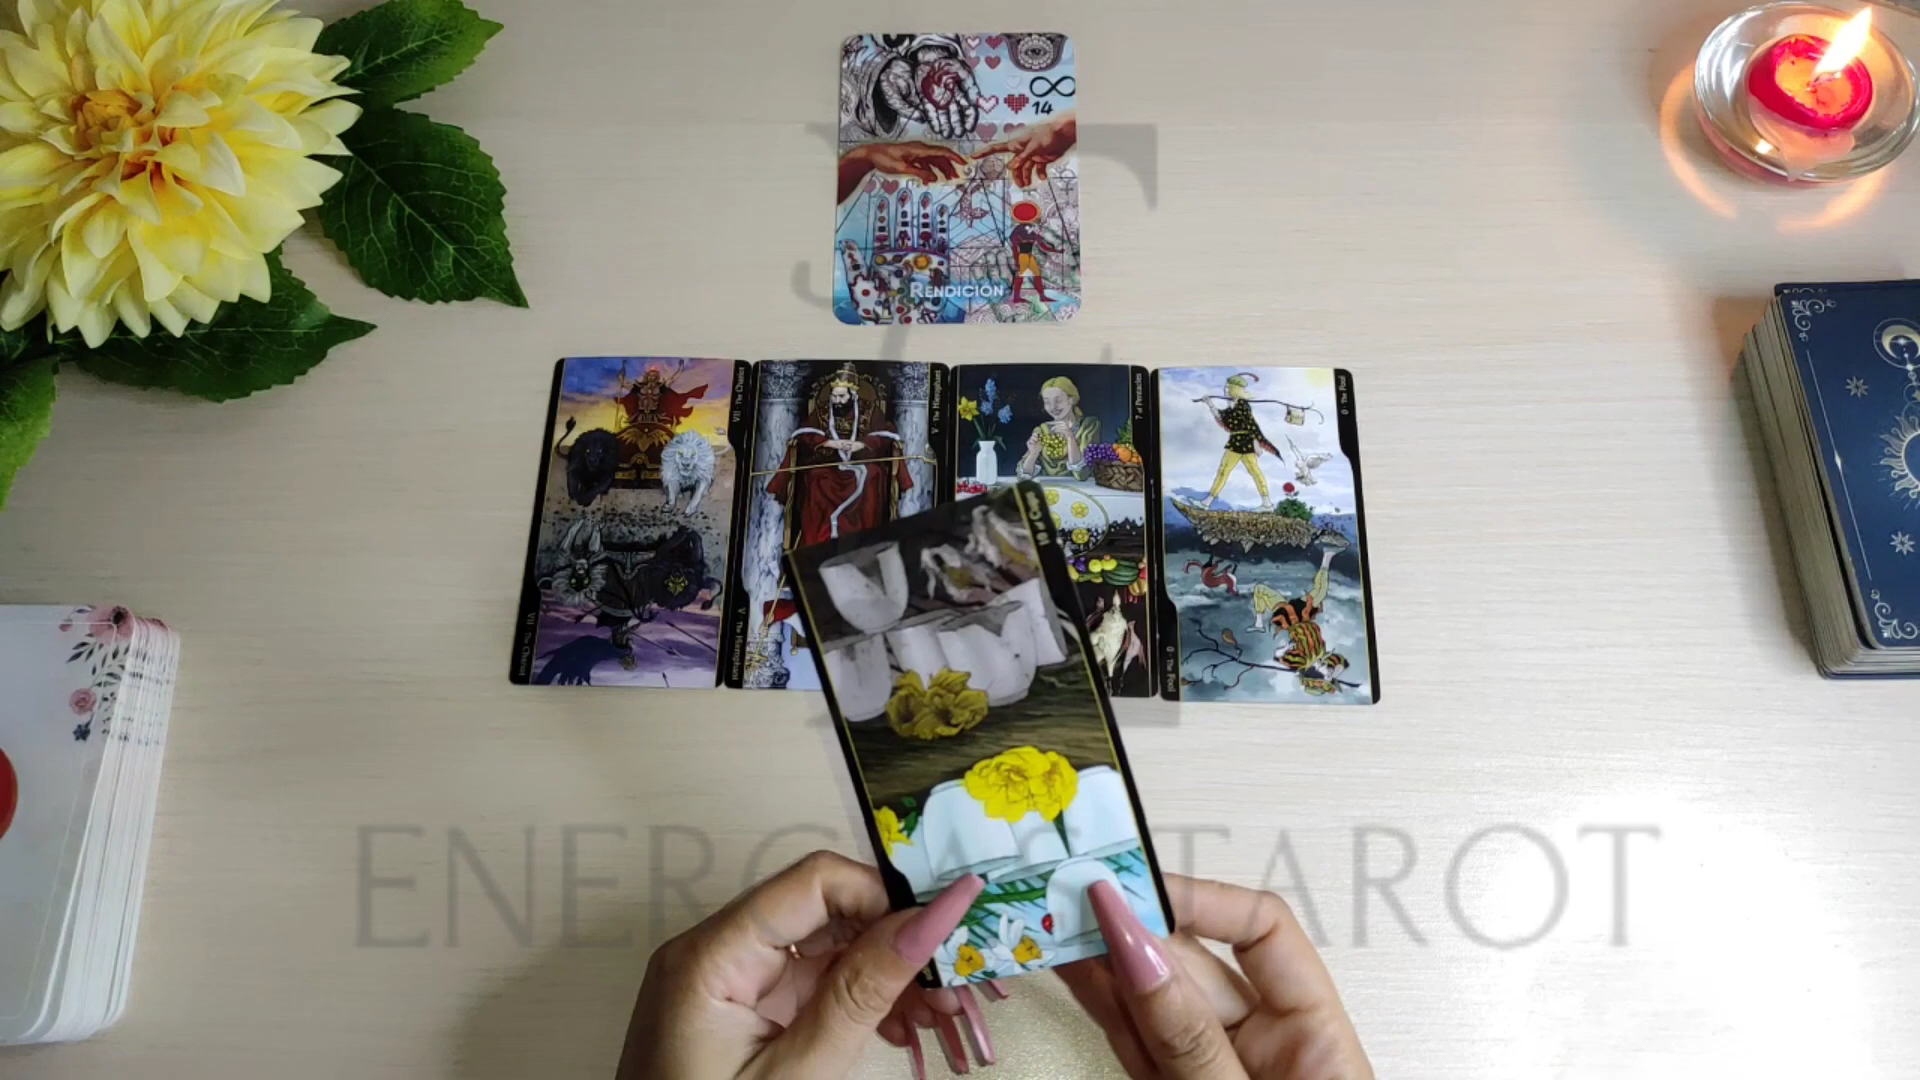 ∞
14
RENDICIÓN
VII - The Chariot
V - The Hierophant
7 of Pentacles
0 - The Fool
VII - The Chariot
V - The Hierophant
0 - The Fool
10 of Cups
ENERGÍAS TAROT